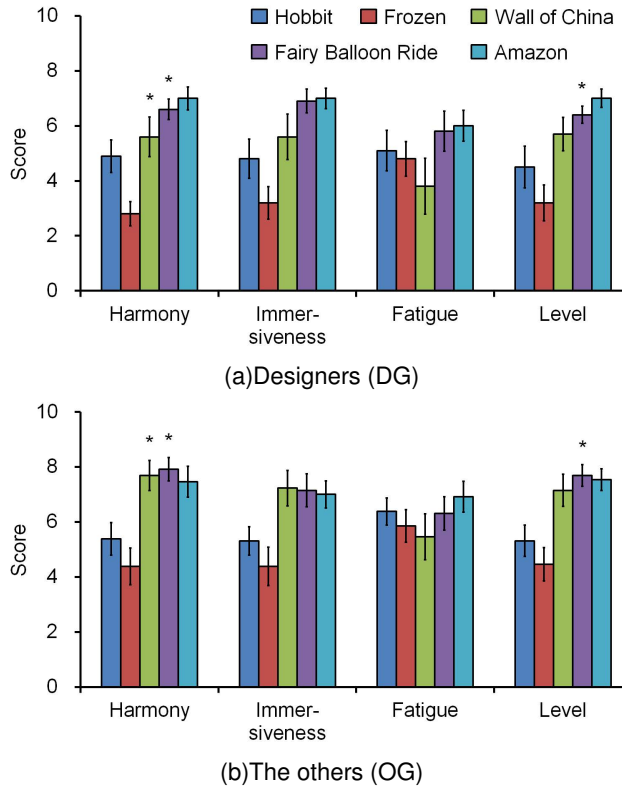 10
8
6
4
2
0
Score
Hobbit Frozen Wall of China
Fairy Balloon Ride Amazon
* * *
Harmony Immer- Fatigue Level
siveness
(a)Designers (DG)
10
8
6
4
2
0
Score
* * *
Harmony Immer- Fatigue Level
siveness
(b)The others (OG)